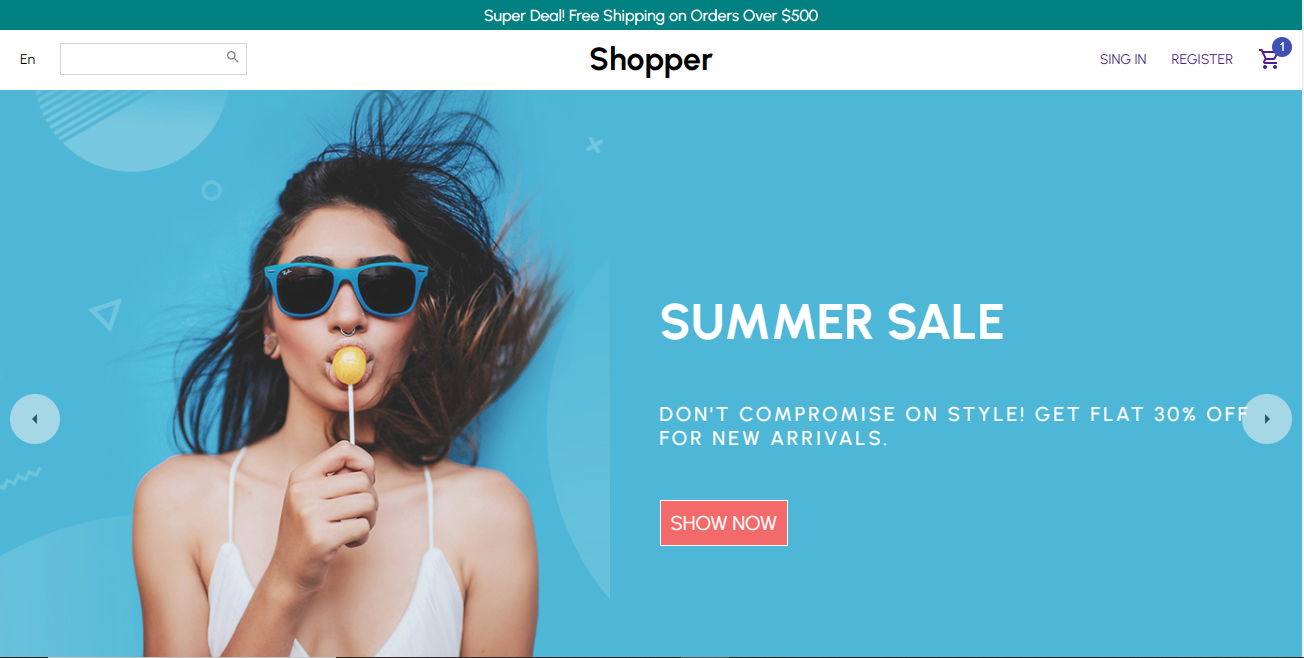 Super Deal! Free Shipping on Orders Over $500
En
Shopper
SING IN
REGISTER
1
SUMMER SALE
DON'T COMPROMISE ON STYLE! GET FLAT 30% OFF
FOR NEW ARRIVALS.
SHOW NOW